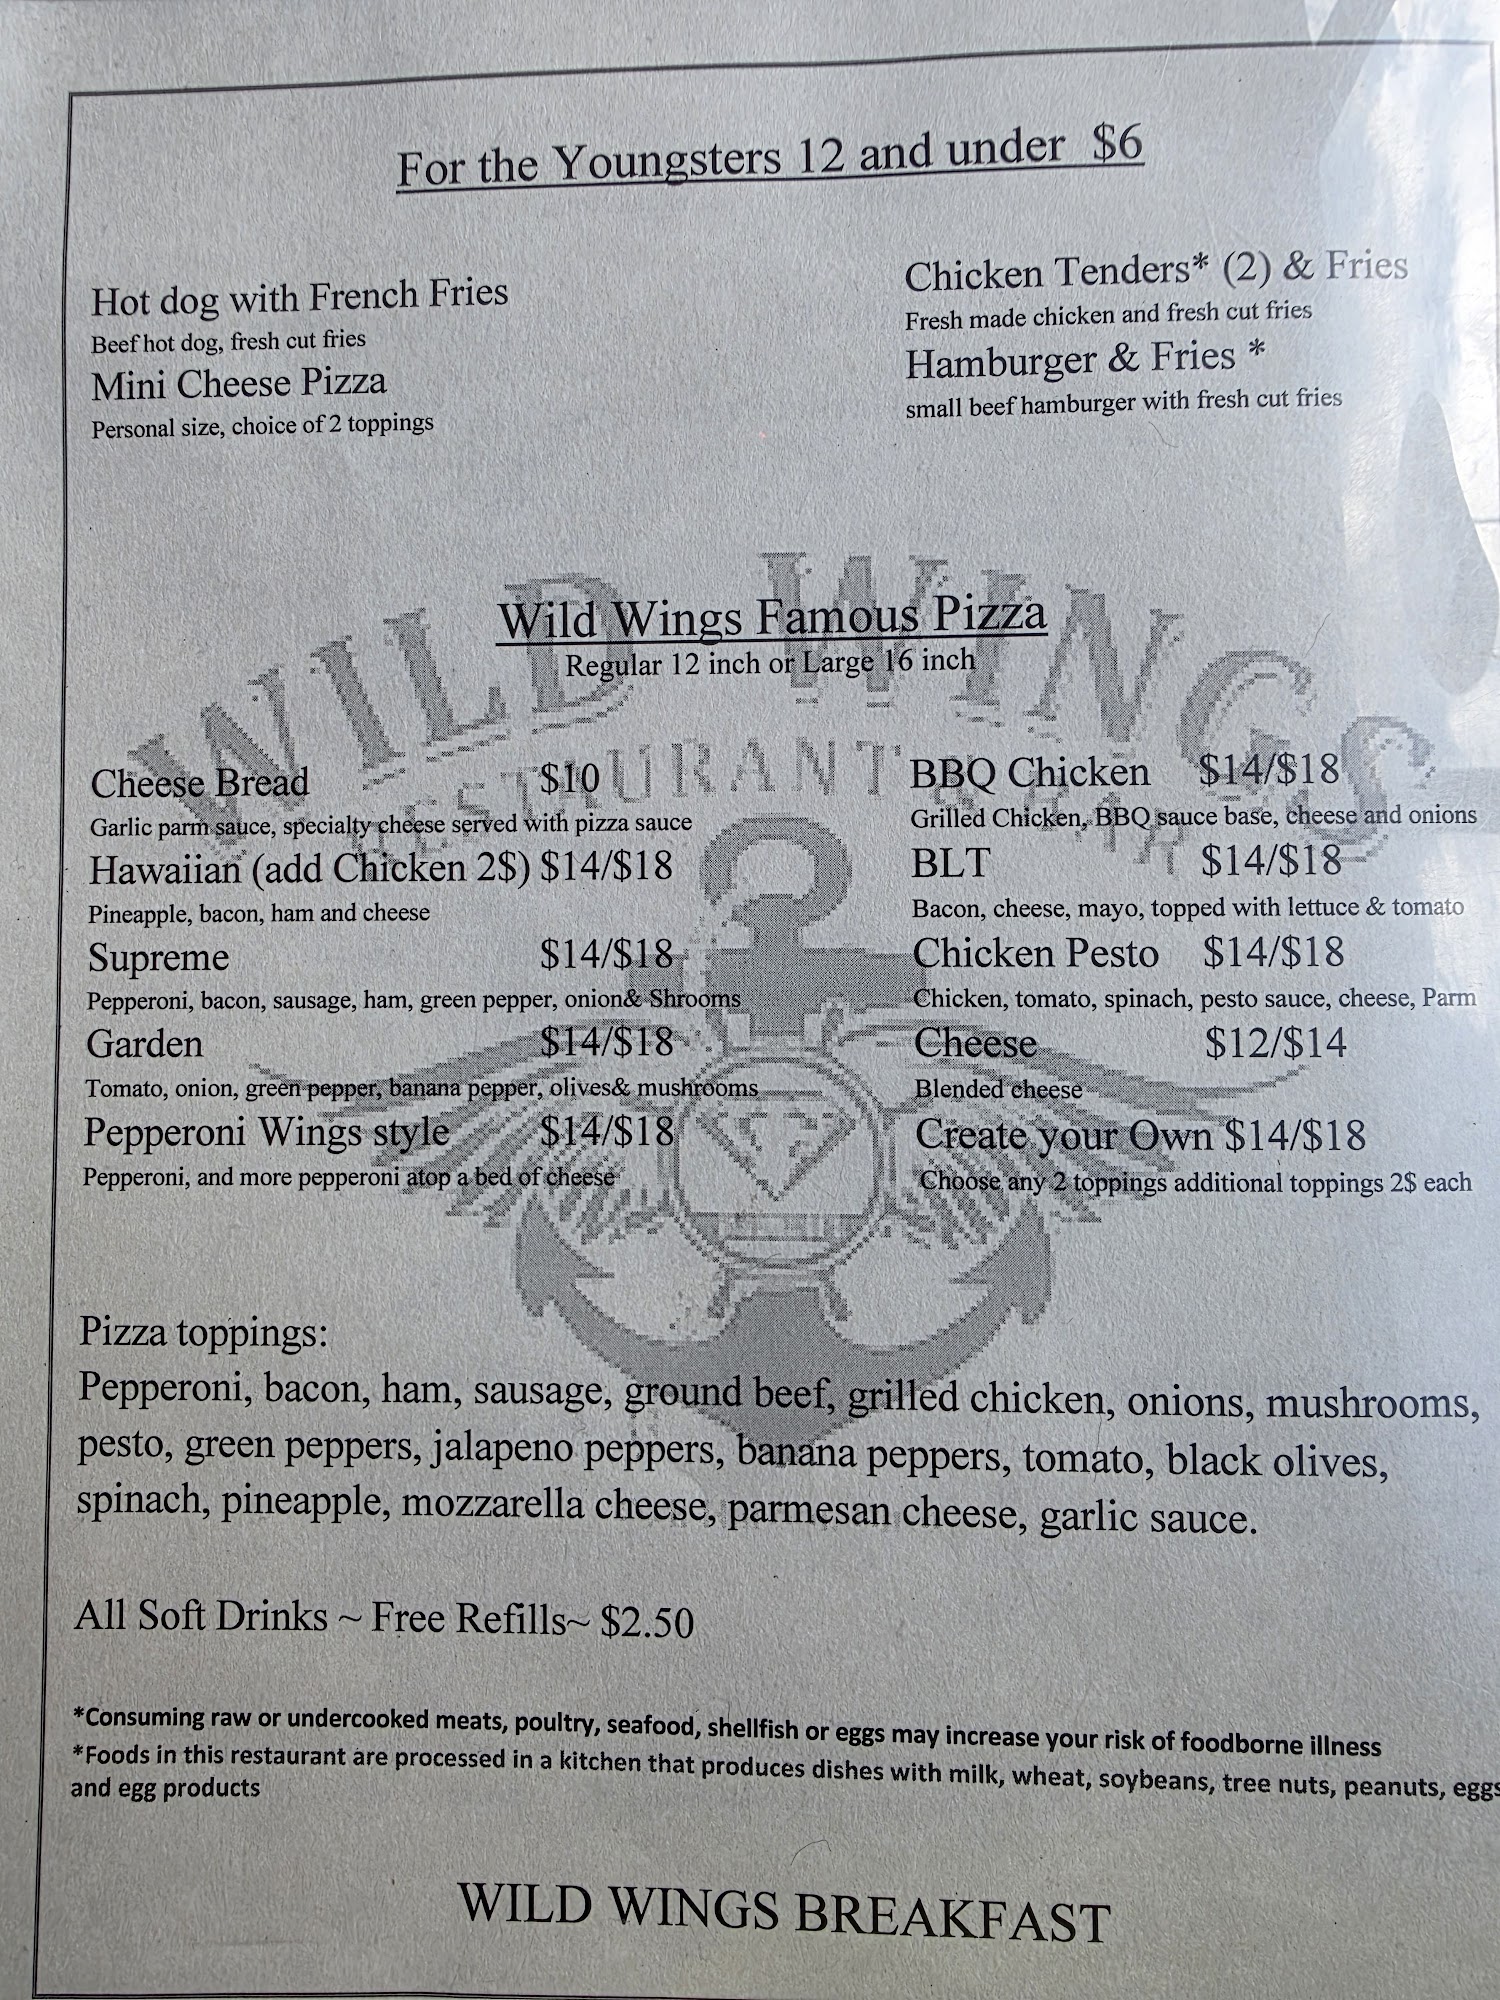 For the Youngsters 12 and under $6
Hot dog with French Fries
Beef hot dog, fresh cut fries
Mini Cheese Pizza
Personal size, choice of 2 toppings
Chicken Tenders* (2) & Fries
Fresh made chicken and fresh cut fries
Hamburger & Fries *
small beef hamburger with fresh cut fries
WILD WINGS
RESTAURANT
Wild Wings Famous Pizza
Regular 12 inch or Large 16 inch
Cheese Bread $10
Garlic parm sauce, specialty cheese served with pizza sauce
Hawaiian (add Chicken 2$) $14/$18
Pineapple, bacon, ham and cheese
Supreme $14/$18
Pepperoni, bacon, sausage, ham, green pepper, onion& Shrooms
Garden $14/$18
Tomato, onion, green pepper, banana pepper, olives& mushrooms
Pepperoni Wings style $14/$18
Pepperoni, and more pepperoni atop a bed of cheese
BBQ Chicken $14/$18
Grilled Chicken, BBQ sauce base, cheese and onions
BLT $14/$18
Bacon, cheese, mayo, topped with lettuce & tomato
Chicken Pesto $14/$18
Chicken, tomato, spinach, pesto sauce, cheese, Parm
Cheese $12/$14
Blended cheese
Create your Own $14/$18
Choose any 2 toppings additional toppings 2$ each
Pizza toppings:
Pepperoni, bacon, ham, sausage, ground beef, grilled chicken, onions, mushrooms,
pesto, green peppers, jalapeno peppers, banana peppers, tomato, black olives,
spinach, pineapple, mozzarella cheese, parmesan cheese, garlic sauce.
All Soft Drinks ~ Free Refills~ $2.50
*Consuming raw or undercooked meats, poultry, seafood, shellfish or eggs may increase your risk of foodborne illness
*Foods in this restaurant are processed in a kitchen that produces dishes with milk, wheat, soybeans, tree nuts, peanuts, eggs
and egg products
WILD WINGS BREAKFAST